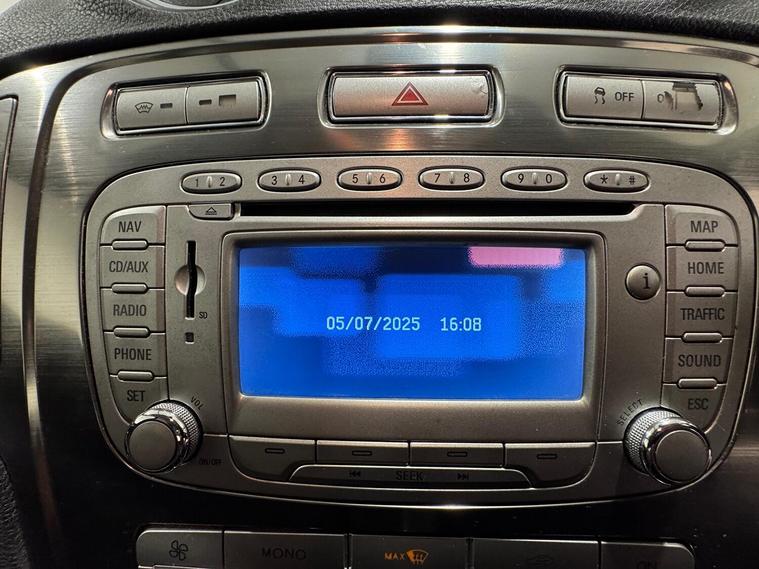 OFF
1 2 3 4 5 6 7 8 9 0 * #
NAV
CD/AUX
RADIO
PHONE
SET
SD
05/07/2025 16:08
i
MAP
HOME
TRAFFIC
SOUND
ESC
VOL
ON/OFF
SELECT
SEEK
MONO
MAX
ON